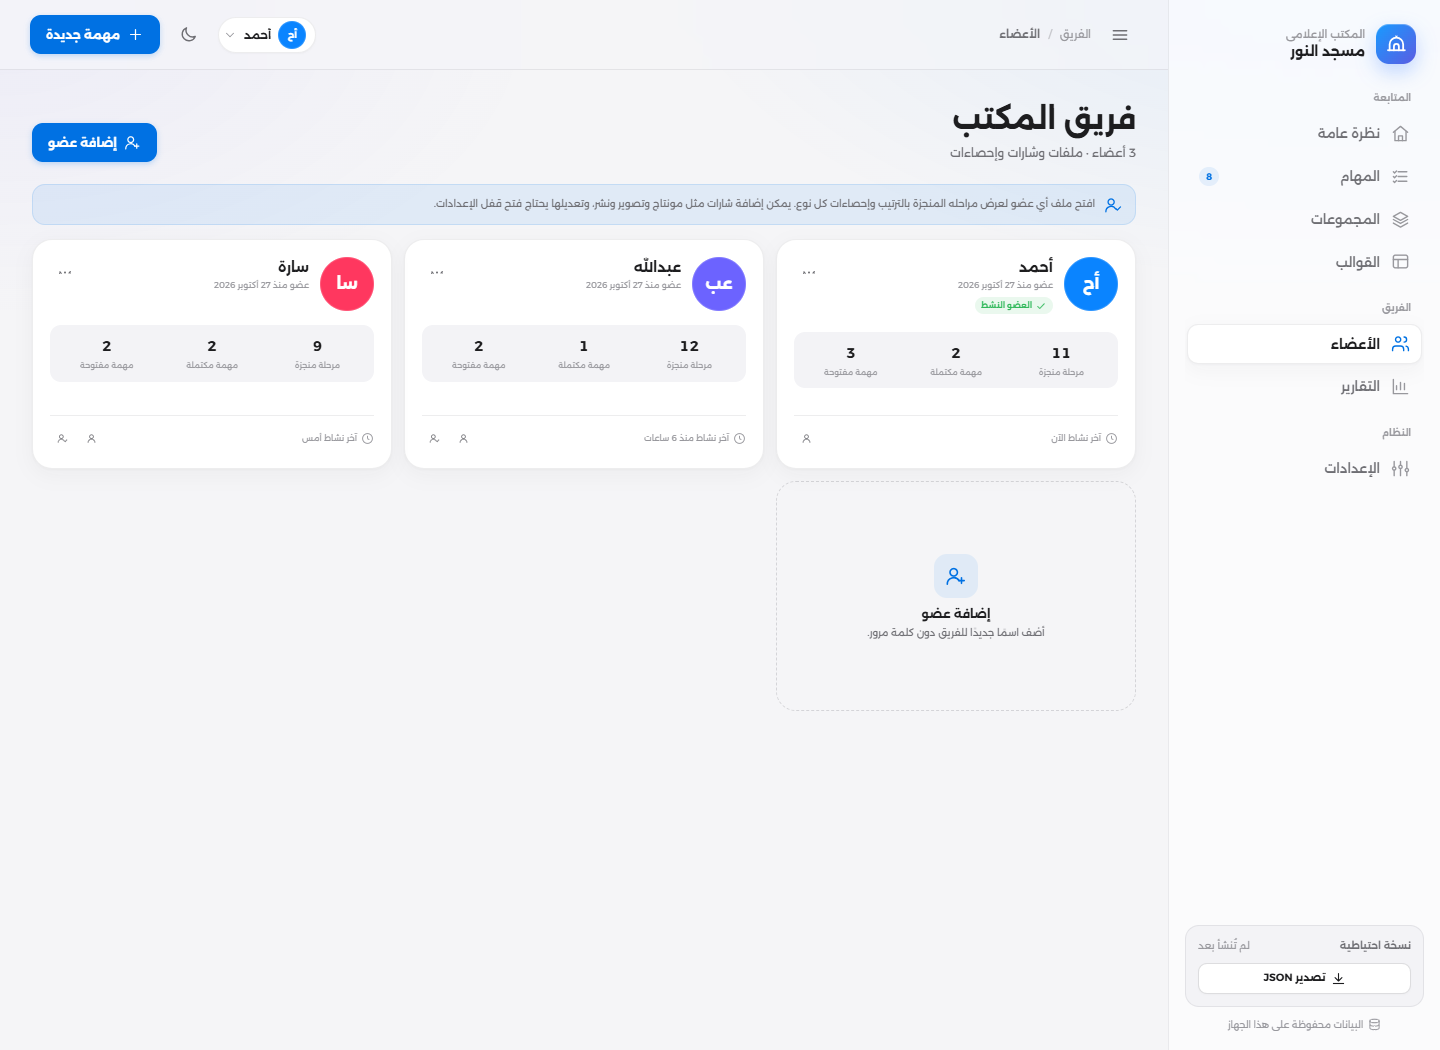 المكتب الإعلامي
مسجد النور
المتابعة
نظرة عامة
المهام
8
المجموعات
القوالب
الفريق
الأعضاء
التقارير
النظام
الإعدادات
نسخة احتياطية
لم تُنشأ بعد
تصدير JSON
البيانات محفوظة على هذا الجهاز
الفريق / الأعضاء
أح
أحمد
مهمة جديدة
فريق المكتب
3 أعضاء · ملفات وشارات وإحصاءات
إضافة عضو
افتح ملف أي عضو لعرض مراحله المنجزة بالترتيب وإحصاءات كل نوع. يمكن إضافة شارات مثل مونتاج وتصوير ونشر، وتعديلها يحتاج فتح قفل الإعدادات.
أح
أحمد
عضو منذ 27 أكتوبر 2026
العضو النشط
11
مرحلة منجزة
2
مهمة مكتملة
3
مهمة مفتوحة
آخر نشاط الآن
عب
عبدالله
عضو منذ 27 أكتوبر 2026
12
مرحلة منجزة
1
مهمة مكتملة
2
مهمة مفتوحة
آخر نشاط منذ 6 ساعات
سا
سارة
عضو منذ 27 أكتوبر 2026
9
مرحلة منجزة
2
مهمة مكتملة
2
مهمة مفتوحة
آخر نشاط أمس
إضافة عضو
أضف اسمًا جديدًا للفريق دون كلمة مرور.